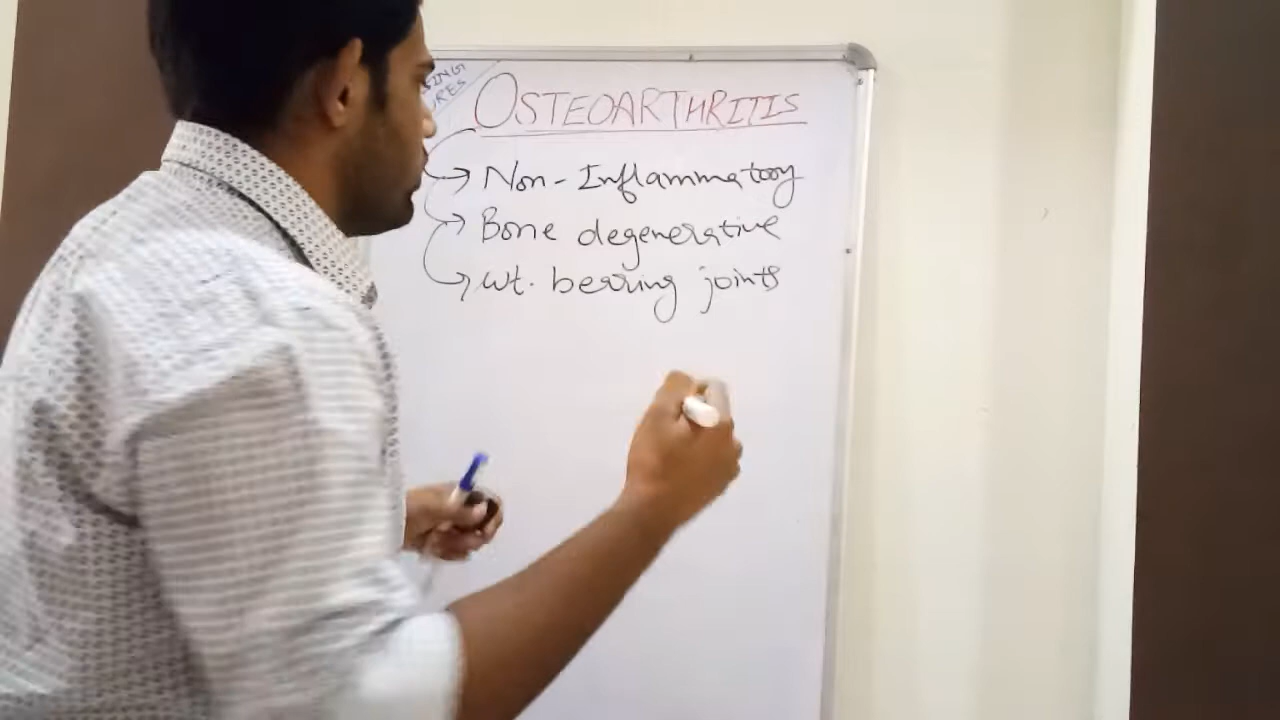 OSTEOARTHRITIS
Non-Inflammatory
Bone degenerative
Wt. bearing joints